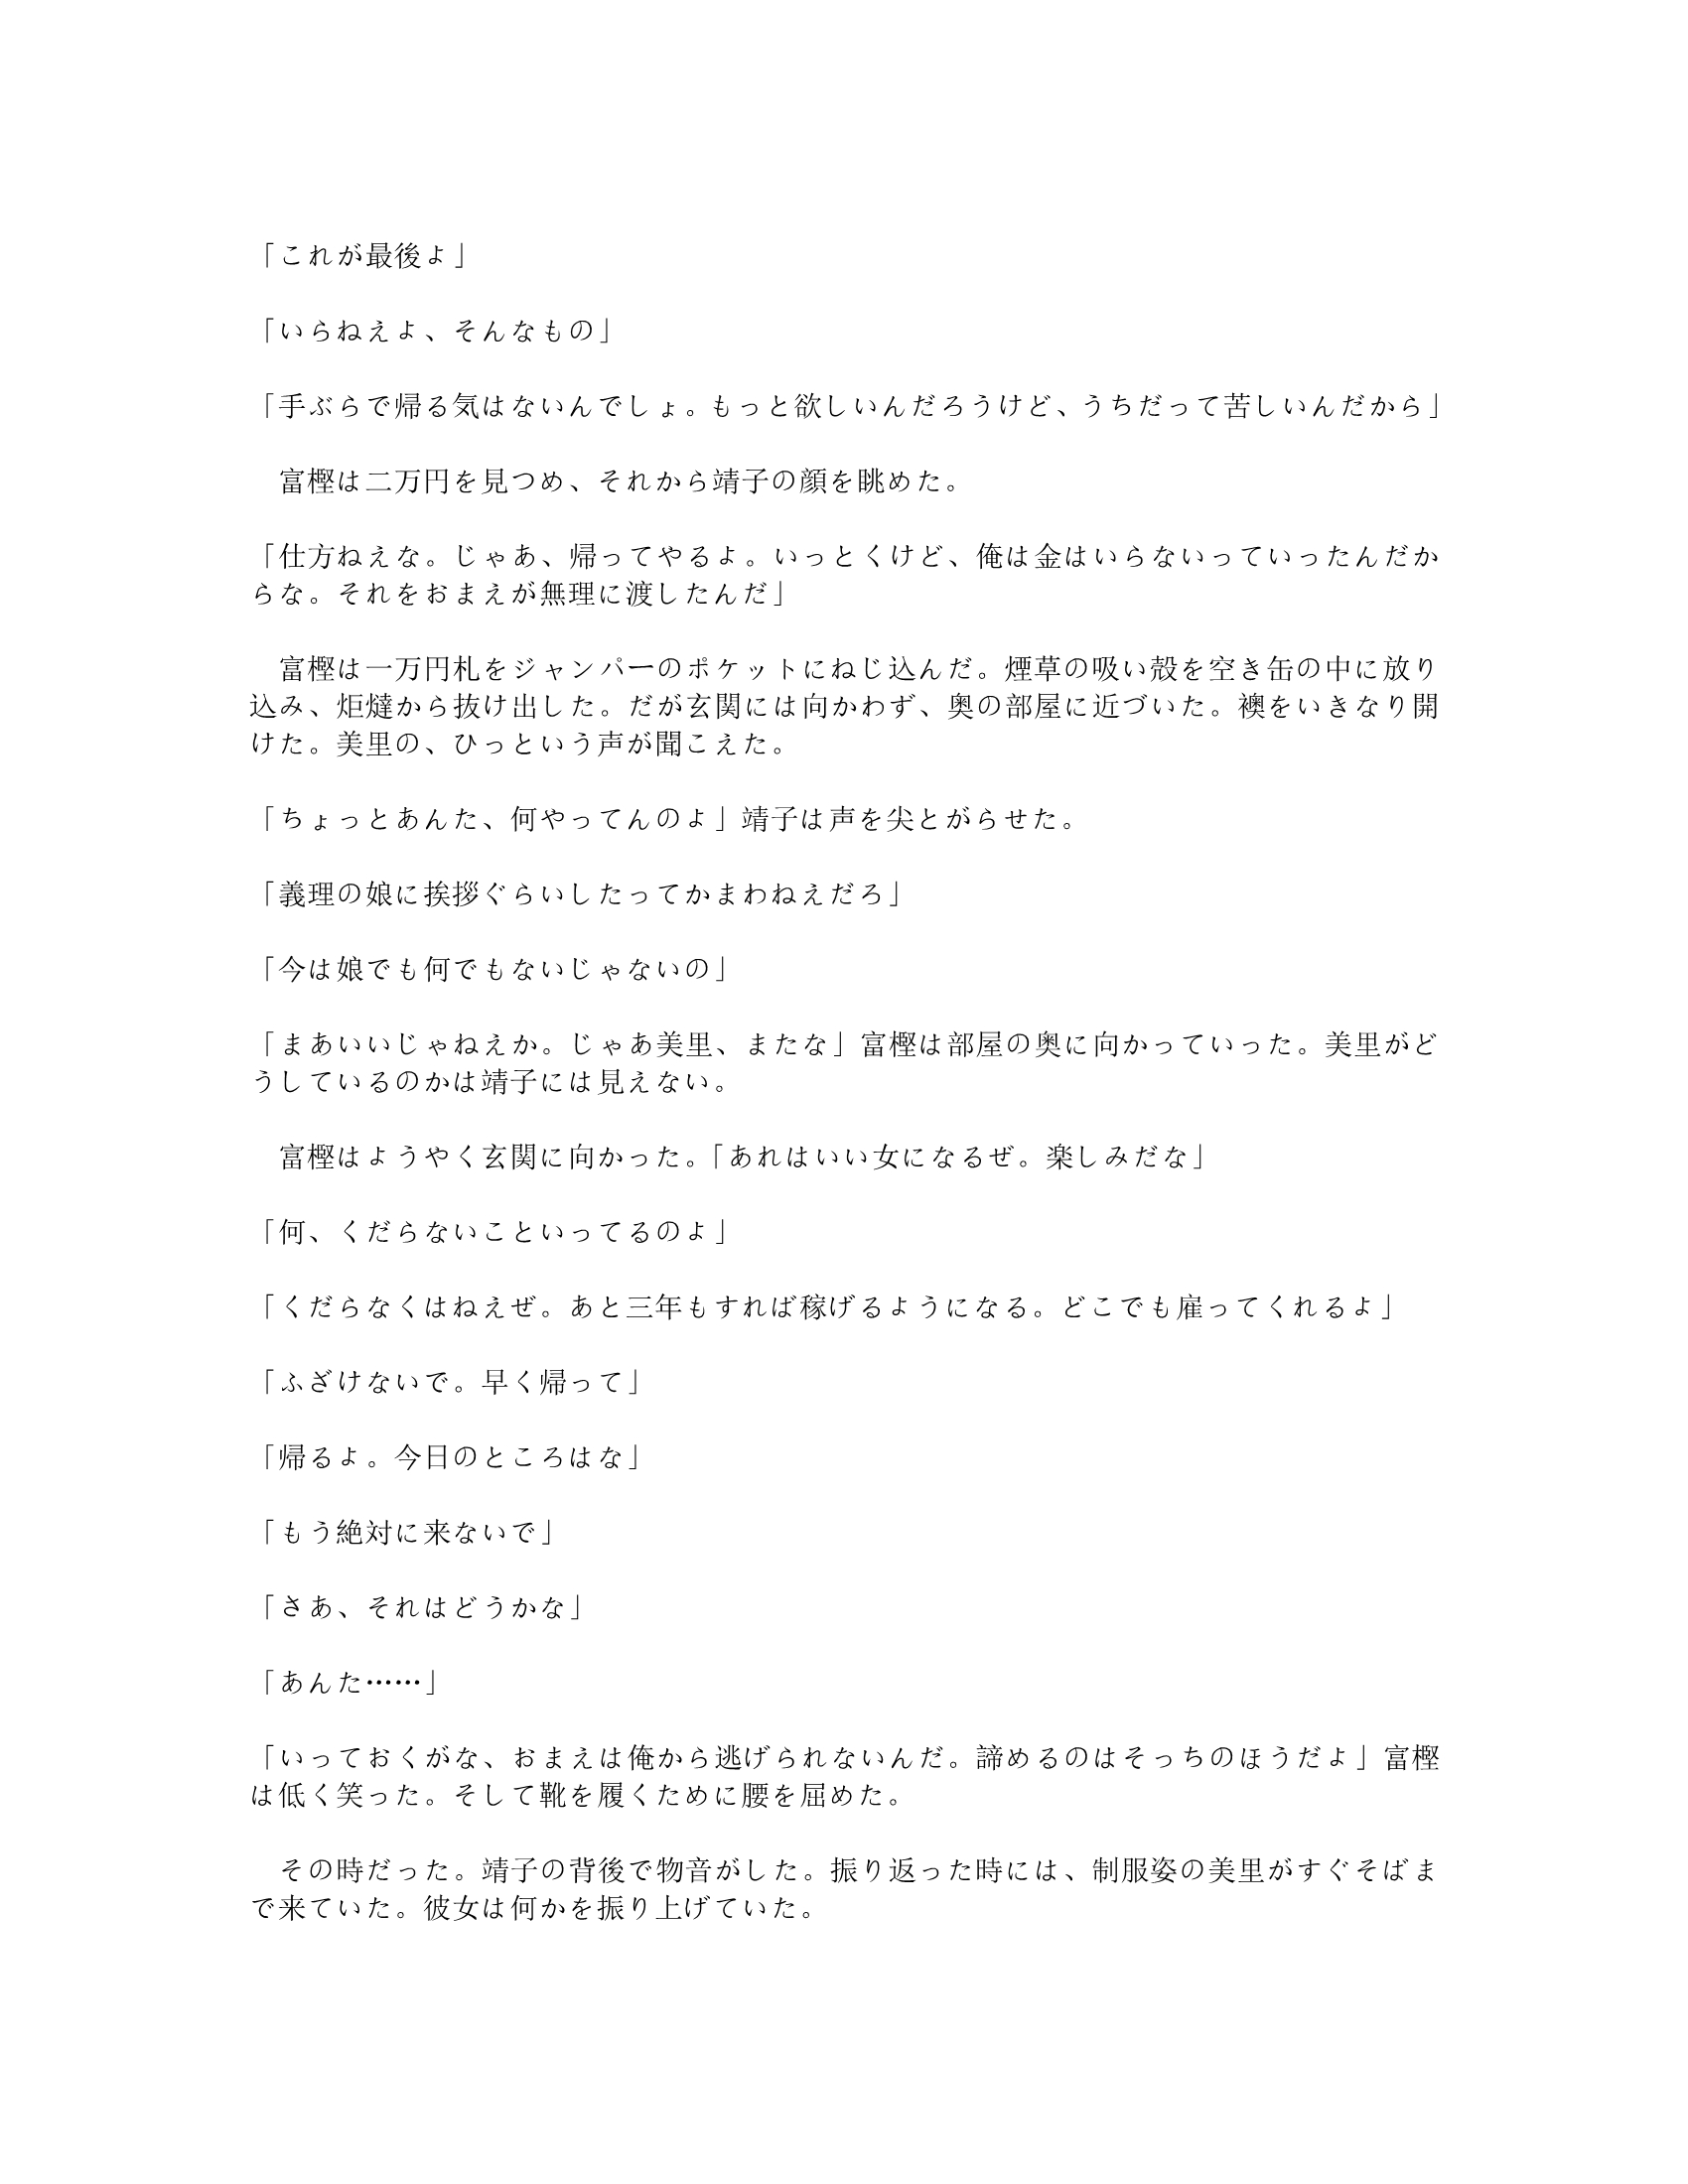 「これが最後よ」
「いらねえよ、そんなもの」
「手ぶらで帰る気はないんでしょ。もっと欲しいんだろうけど、うちだって苦しいんだから」
　富樫は二万円を見つめ、それから靖子の顔を眺めた。
「仕方ねえな。じゃあ、帰ってやるよ。いっとくけど、俺は金はいらないっていったんだか
らな。それをおまえが無理に渡したんだ」
　富樫は一万円札をジャンパーのポケットにねじ込んだ。煙草の吸い殻を空き缶の中に放り
込み、炬燵から抜け出した。だが玄関には向かわず、奥の部屋に近づいた。襖をいきなり開
けた。美里の、ひっという声が聞こえた。
「ちょっとあんた、何やってんのよ」靖子は声を尖とがらせた。
「義理の娘に挨拶ぐらいしたってかまわねえだろ」
「今は娘でも何でもないじゃないの」
「まあいいじゃねえか。じゃあ美里、またな」富樫は部屋の奥に向かっていった。美里がど
うしているのかは靖子には見えない。
　富樫はようやく玄関に向かった。「あれはいい女になるぜ。楽しみだな」
「何、くだらないこといってるのよ」
「くだらなくはねえぜ。あと三年もすれば稼げるようになる。どこでも雇ってくれるよ」
「ふざけないで。早く帰って」
「帰るよ。今日のところはな」
「もう絶対に来ないで」
「さあ、それはどうかな」
「あんた……」
「いっておくがな、おまえは俺から逃げられないんだ。諦めるのはそっちのほうだよ」富樫
は低く笑った。そして靴を履くために腰を屈めた。
　その時だった。靖子の背後で物音がした。振り返った時には、制服姿の美里がすぐそばま
で来ていた。彼女は何かを振り上げていた。